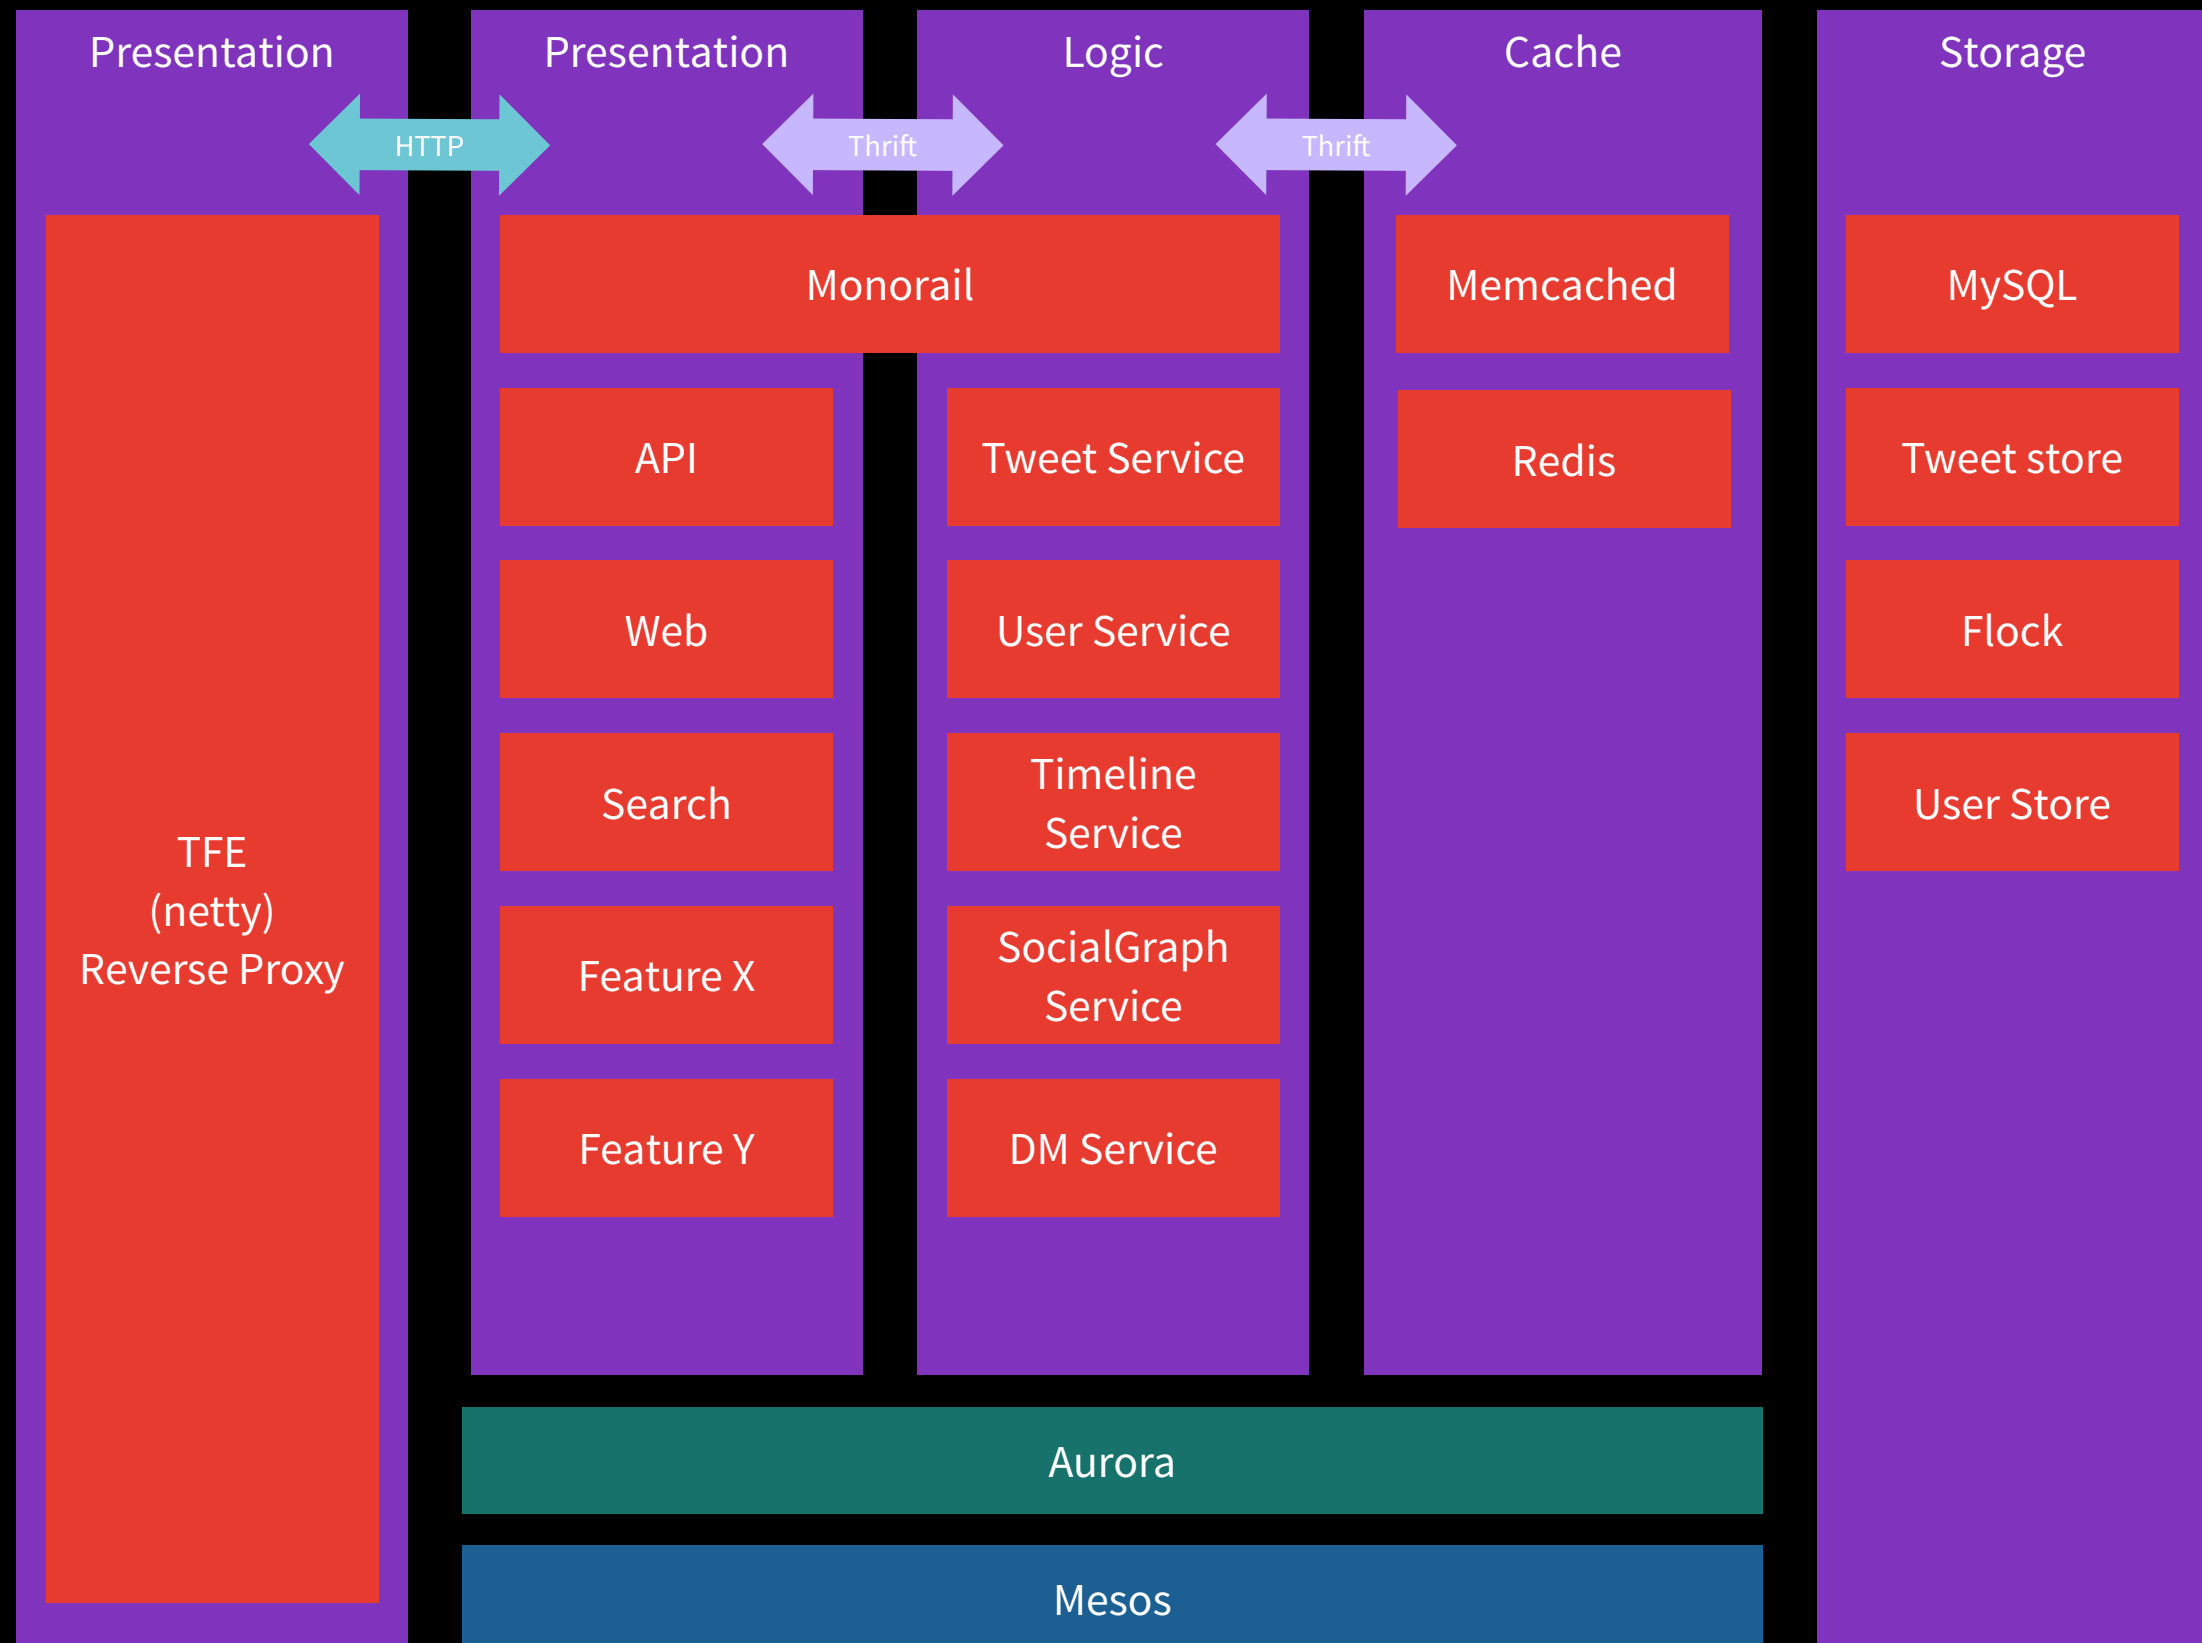 Presentation
Presentation
Logic
Cache
Storage
HTTP
Thrift
Thrift
Monorail
Memcached
MySQL
API
Tweet Service
Redis
Tweet store
Web
User Service
Flock
Search
Timeline
Service
User Store
TFE
(netty)
Reverse Proxy
Feature X
SocialGraph
Service
Feature Y
DM Service
Aurora
Mesos